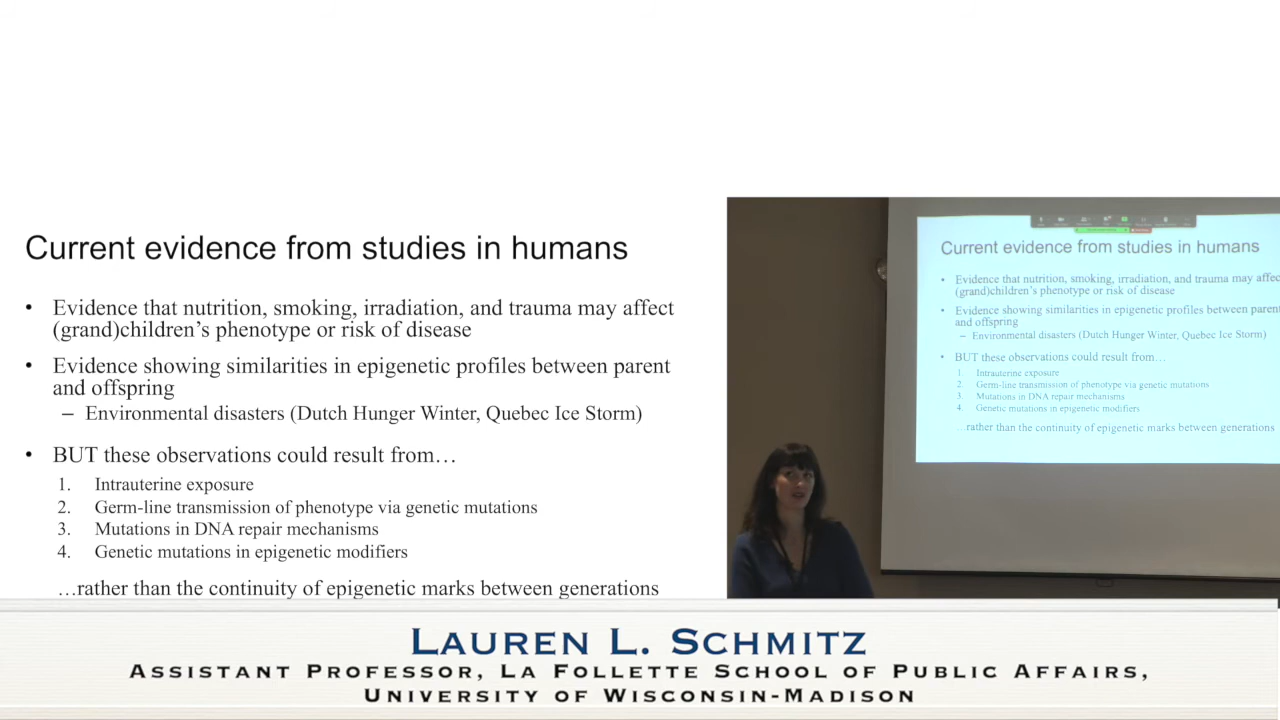 Current evidence from studies in humans
• Evidence that nutrition, smoking, irradiation, and trauma may affect
(grand)children's phenotype or risk of disease
• Evidence showing similarities in epigenetic profiles between parent
and offspring
– Environmental disasters (Dutch Hunger Winter, Quebec Ice Storm)
• BUT these observations could result from…
1. Intrauterine exposure
2. Germ-line transmission of phenotype via genetic mutations
3. Mutations in DNA repair mechanisms
4. Genetic mutations in epigenetic modifiers
…rather than the continuity of epigenetic marks between generations
Current evidence from studies in humans
• Evidence that nutrition, smoking, irradiation, and trauma may affec
(grand)children's phenotype or risk of disease
• Evidence showing similarities in epigenetic profiles between parent
and offspring
– Environmental disasters (Dutch Hunger Winter, Quebec Ice Storm)
• BUT these observations could result from…
1. Intrauterine exposure
2. Germ-line transmission of phenotype via genetic mutations
3. Mutations in DNA repair mechanisms
4. Genetic mutations in epigenetic modifiers
…rather than the continuity of epigenetic marks between generations
Lauren L. Schmitz
Assistant Professor, La Follette School of Public Affairs,
University of Wisconsin-Madison